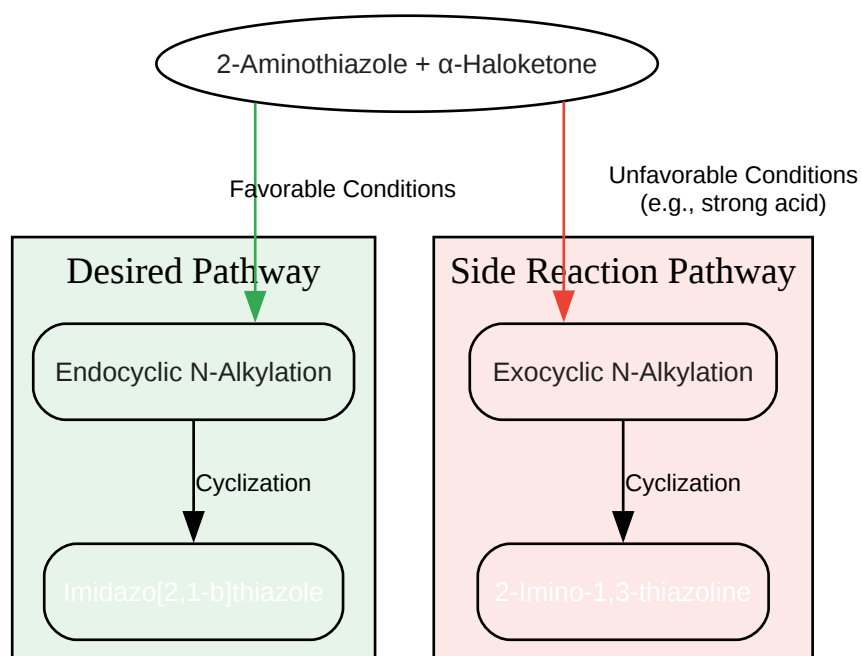 2-Aminothiazole + α-Haloketone
Favorable Conditions
Unfavorable Conditions
(e.g., strong acid)
Desired Pathway
Side Reaction Pathway
Endocyclic N-Alkylation
Exocyclic N-Alkylation
Cyclization
Cyclization
Imidazo[2,1-b]thiazole
2-Imino-1,3-thiazoline